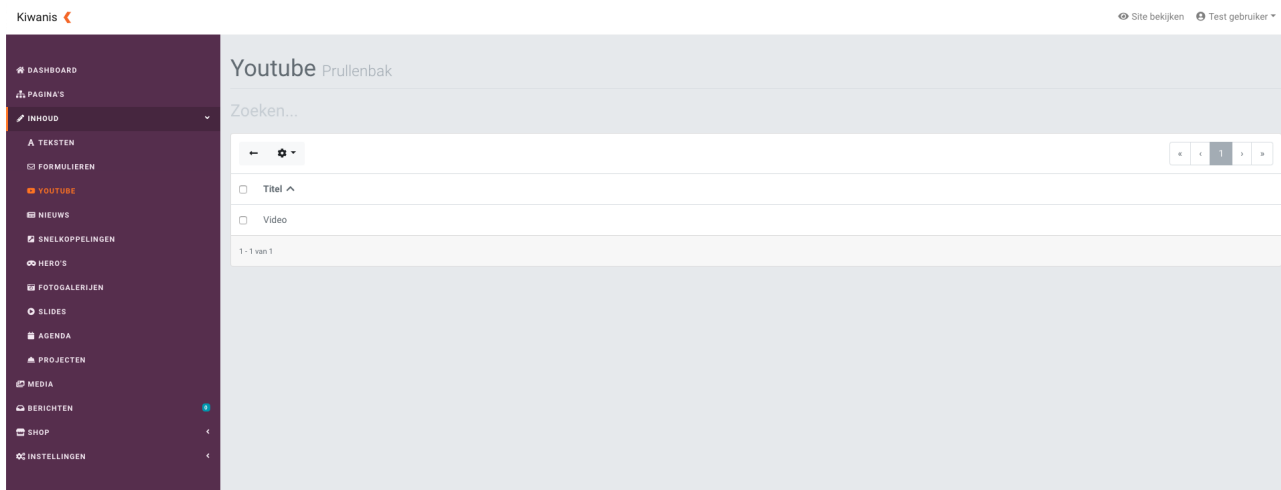 Kiwanis
Site bekijken
Test gebruiker
DASHBOARD
PAGINA'S
INHOUD
TEKSTEN
FORMULIEREN
YOUTUBE
NIEUWS
SNELKOPPELINGEN
HERO'S
FOTOGALERIJEN
SLIDES
AGENDA
PROJECTEN
MEDIA
BERICHTEN 0
SHOP
INSTELLINGEN
Youtube Prullenbak
Zoeken...
« ‹ 1 › »
Titel
Video
1 - 1 van 1